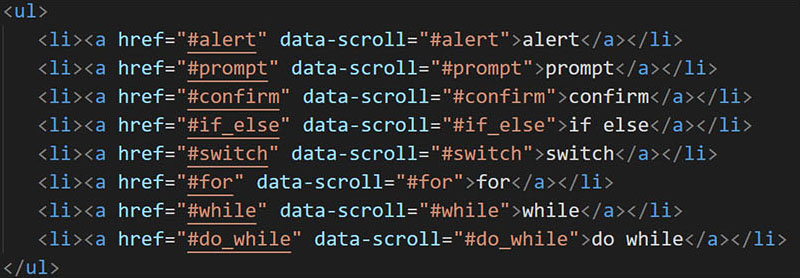 <ul>
<li><a href="#alert" data-scroll="#alert">alert</a></li>
<li><a href="#prompt" data-scroll="#prompt">prompt</a></li>
<li><a href="#confirm" data-scroll="#confirm">confirm</a></li>
<li><a href="#if_else" data-scroll="#if_else">if else</a></li>
<li><a href="#switch" data-scroll="#switch">switch</a></li>
<li><a href="#for" data-scroll="#for">for</a></li>
<li><a href="#while" data-scroll="#while">while</a></li>
<li><a href="#do_while" data-scroll="#do_while">do while</a></li>
</ul>